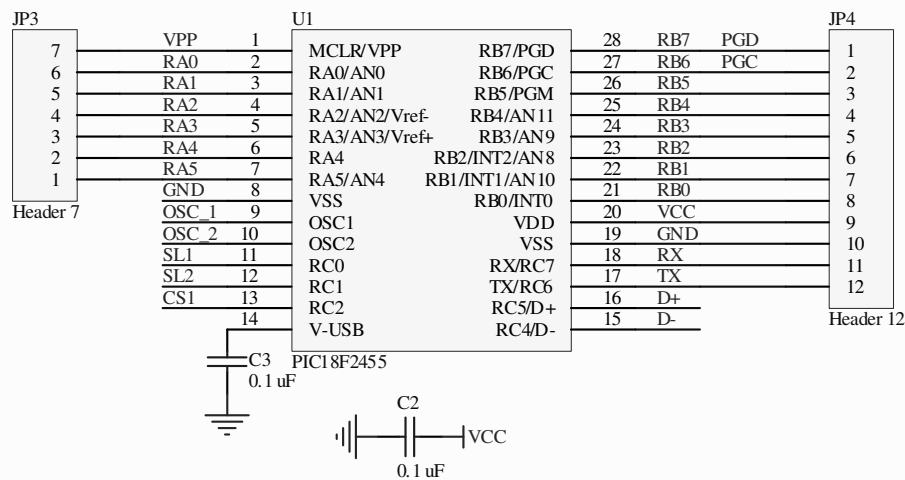 JP3 U1 JP4
7 VPP 1 MCLR/VPP RB7/PGD 28 RB7 PGD 1
6 RA0 2 RA0/AN0 RB6/PGC 27 RB6 PGC 2
5 RA1 3 RA1/AN1 RB5/PGM 26 RB5 3
4 RA2 4 RA2/AN2/Vref- RB4/AN11 25 RB4 4
3 RA3 5 RA3/AN3/Vref+ RB3/AN9 24 RB3 5
2 RA4 6 RA4 RB2/INT2/AN8 23 RB2 6
1 RA5 7 RA5/AN4 RB1/INT1/AN10 22 RB1 7
GND 8 VSS RB0/INT0 21 RB0 8
Header 7 OSC_1 9 OSC1 VDD 20 VCC 9
OSC_2 10 OSC2 VSS 19 GND 10
SL1 11 RC0 RX/RC7 18 RX 11
SL2 12 RC1 TX/RC6 17 TX 12
CS1 13 RC2 RC5/D+ 16 D+
14 V-USB RC4/D- 15 D- Header 12
C3 PIC18F2455
0.1 uF
C2
VCC
0.1 uF